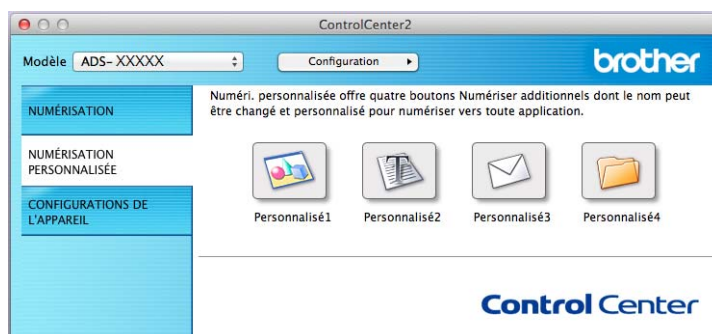 ControlCenter2
Modèle ADS- XXXXX Configuration brother
NUMÉRISATION
Numéri. personnalisée offre quatre boutons Numériser additionnels dont le nom peut
être changé et personnalisé pour numériser vers toute application.
NUMÉRISATION
PERSONNALISÉE
CONFIGURATIONS DE
L'APPAREIL
Personnalisé1 Personnalisé2 Personnalisé3 Personnalisé4
Control Center